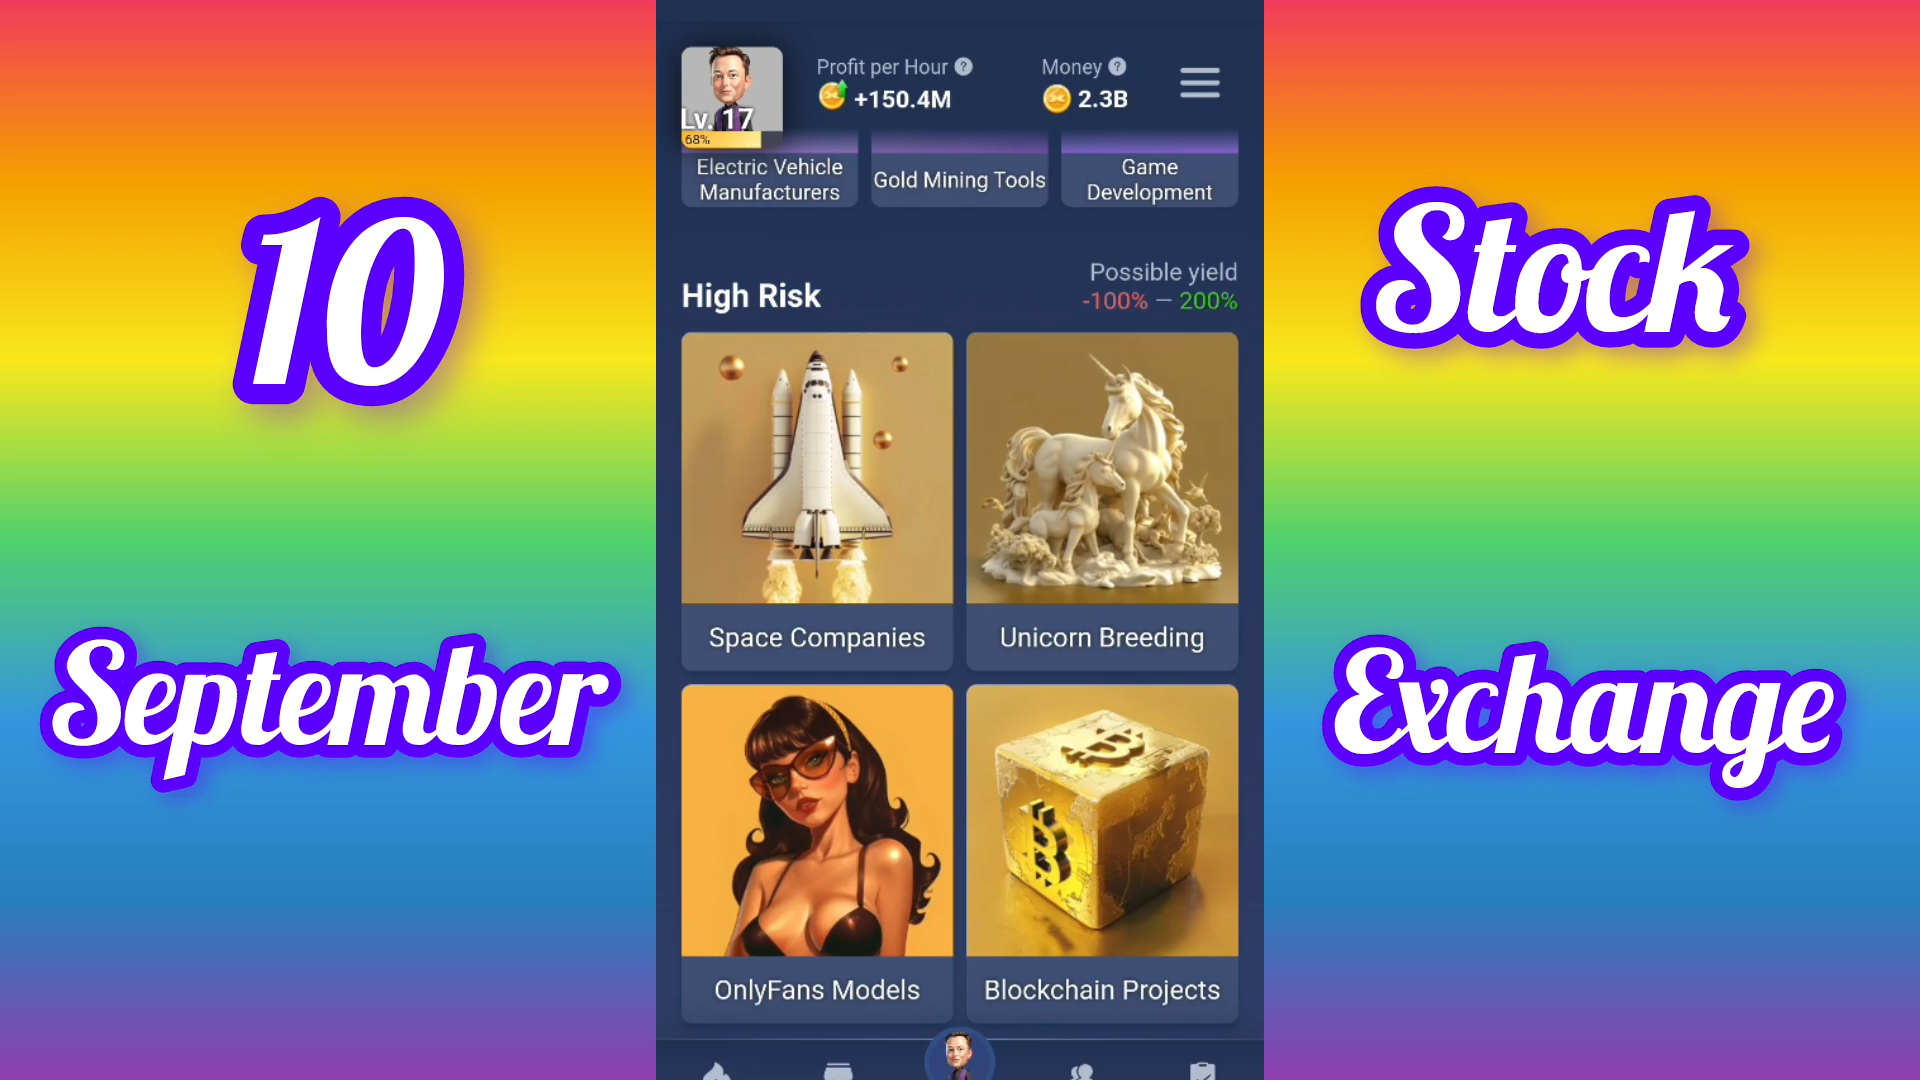 10
September
Stock
Exchange
Lv. 17
68%
Profit per Hour ?
+150.4M
Money ?
2.3B
Electric Vehicle
Manufacturers
Gold Mining Tools
Game
Development
High Risk
Possible yield
-100% — 200%
Space Companies
Unicorn Breeding
OnlyFans Models
Blockchain Projects